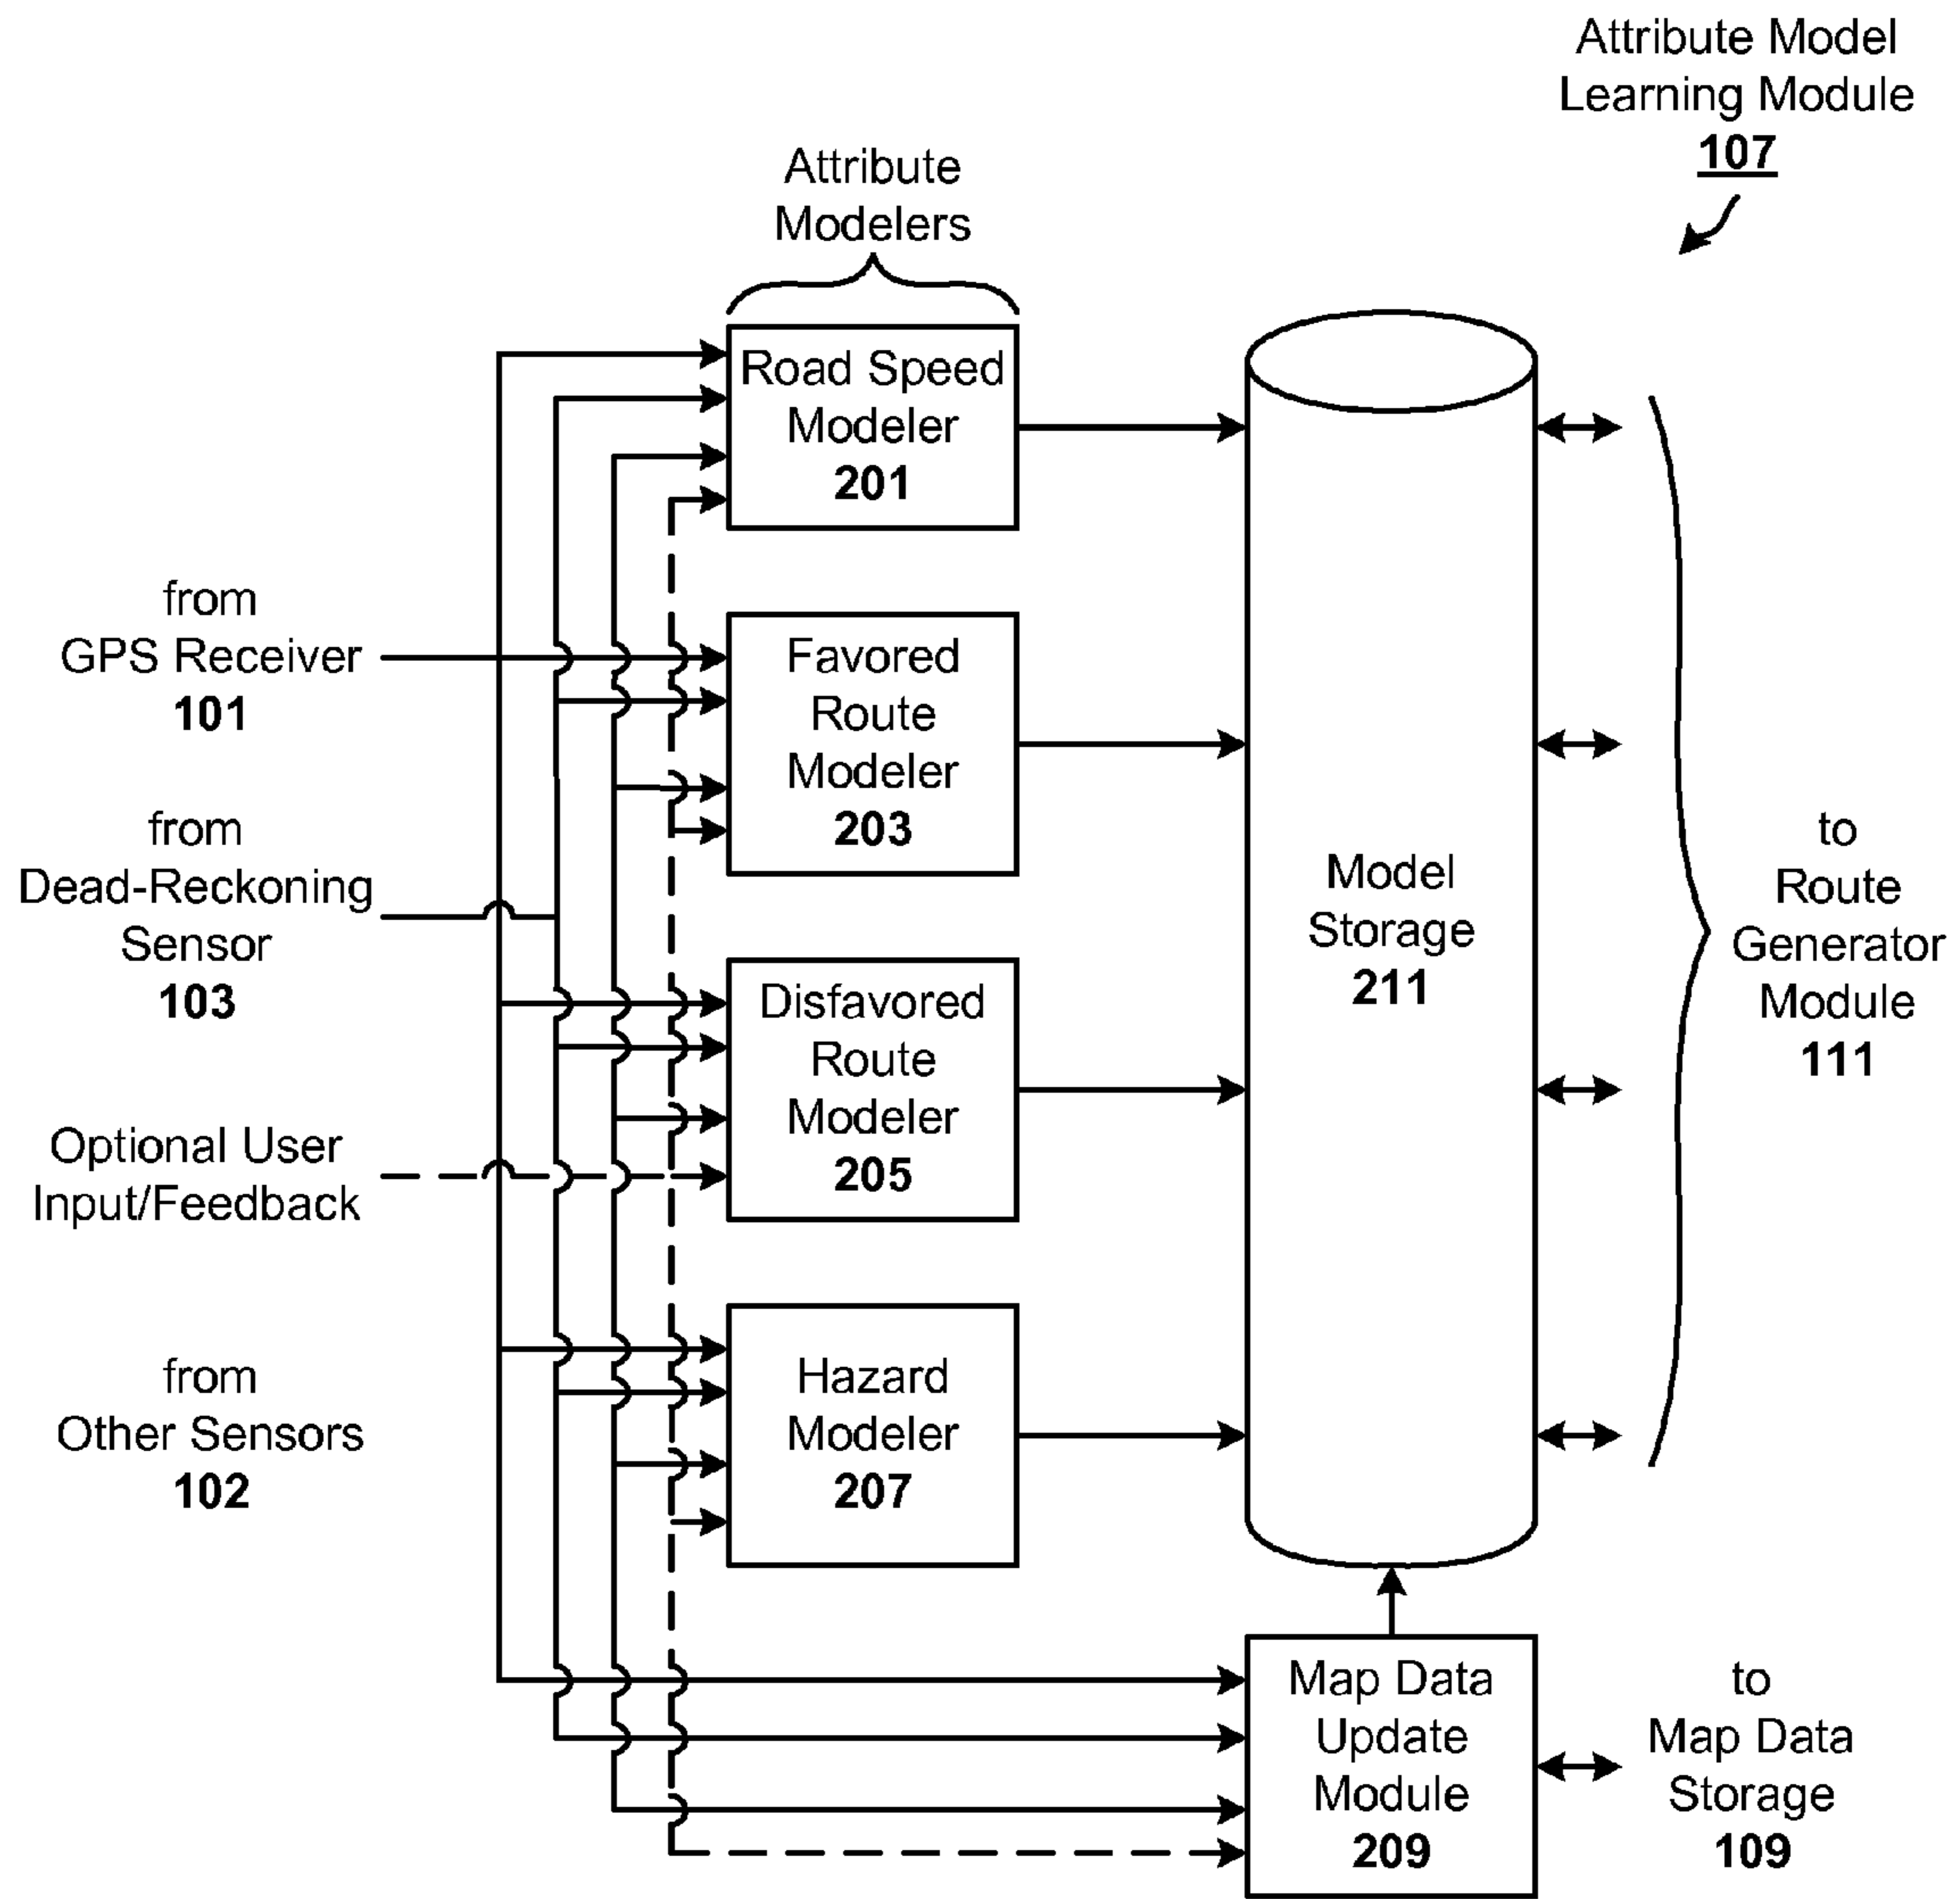 Attribute Model
Learning Module
107
Attribute
Modelers
Road Speed
Modeler
201
from
GPS Receiver
101
Favored
Route
Modeler
203
from
Dead-Reckoning
Sensor
103
Model
Storage
211
to
Route
Generator
Module
111
Disfavored
Route
Modeler
205
Optional User
Input/Feedback
from
Other Sensors
102
Hazard
Modeler
207
Map Data
Update
Module
209
to
Map Data
Storage
109